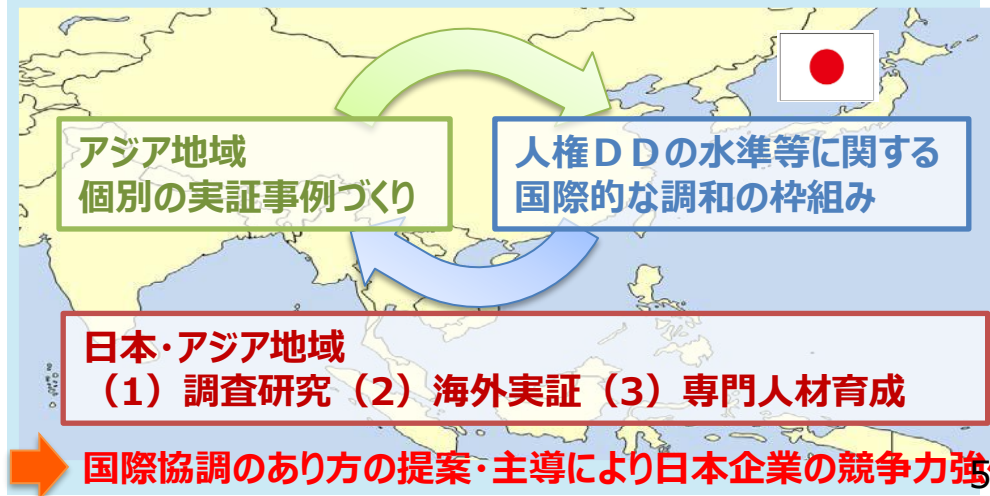 アジア地域
個別の実証事例づくり
人権ＤＤの水準等に関する
国際的な調和の枠組み
日本・アジア地域
（1）調査研究（2）海外実証（3）専門人材育成
国際協調のあり方の提案・主導により日本企業の競争力強
5